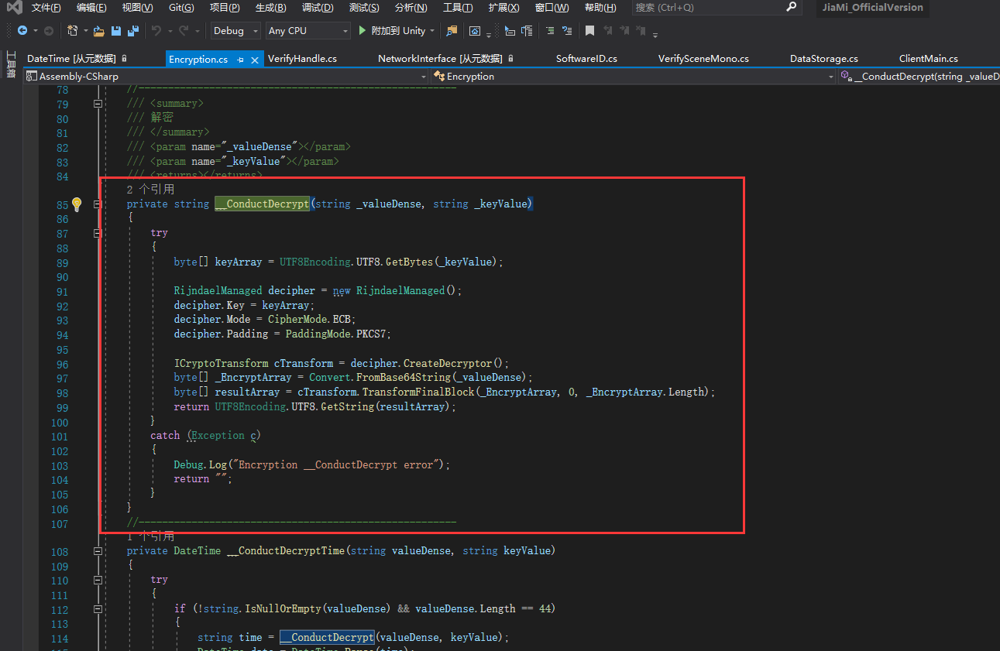 文件(F) 编辑(E) 视图(V) Git(G) 项目(P) 生成(B) 调试(D) 测试(S) 分析(N) 工具(T) 扩展(X) 窗口(W) 帮助(H) 搜索 (Ctrl+Q) JiaMi_OfficialVersion
Debug Any CPU 附加到 Unity
工具箱
DateTime [从元数据] Encryption.cs VerifyHandle.cs NetworkInterface [从元数据] SoftwareID.cs VerifySceneMono.cs DataStorage.cs ClientMain.cs
Assembly-CSharp Encryption __ConductDecrypt(string _valueD
78 //------------------------------------------------------
79 /// <summary>
80 /// 解密
81 /// </summary>
82 /// <param name="_valueDense"></param>
83 /// <param name="_keyValue"></param>
84 /// <returns></returns>
2 个引用
85 private string __ConductDecrypt(string _valueDense, string _keyValue)
86 {
87 try
88 {
89 byte[] keyArray = UTF8Encoding.UTF8.GetBytes(_keyValue);
90
91 RijndaelManaged decipher = new RijndaelManaged();
92 decipher.Key = keyArray;
93 decipher.Mode = CipherMode.ECB;
94 decipher.Padding = PaddingMode.PKCS7;
95
96 ICryptoTransform cTransform = decipher.CreateDecryptor();
97 byte[] _EncryptArray = Convert.FromBase64String(_valueDense);
98 byte[] resultArray = cTransform.TransformFinalBlock(_EncryptArray, 0, _EncryptArray.Length);
99 return UTF8Encoding.UTF8.GetString(resultArray);
100 }
101 catch (Exception c)
102 {
103 Debug.Log("Encryption __ConductDecrypt error");
104 return "";
105 }
106 }
107 //------------------------------------------------------
1 个引用
108 private DateTime __ConductDecryptTime(string valueDense, string keyValue)
109 {
110 try
111 {
112 if (!string.IsNullOrEmpty(valueDense) && valueDense.Length == 44)
113 {
114 string time = __ConductDecrypt(valueDense, keyValue);